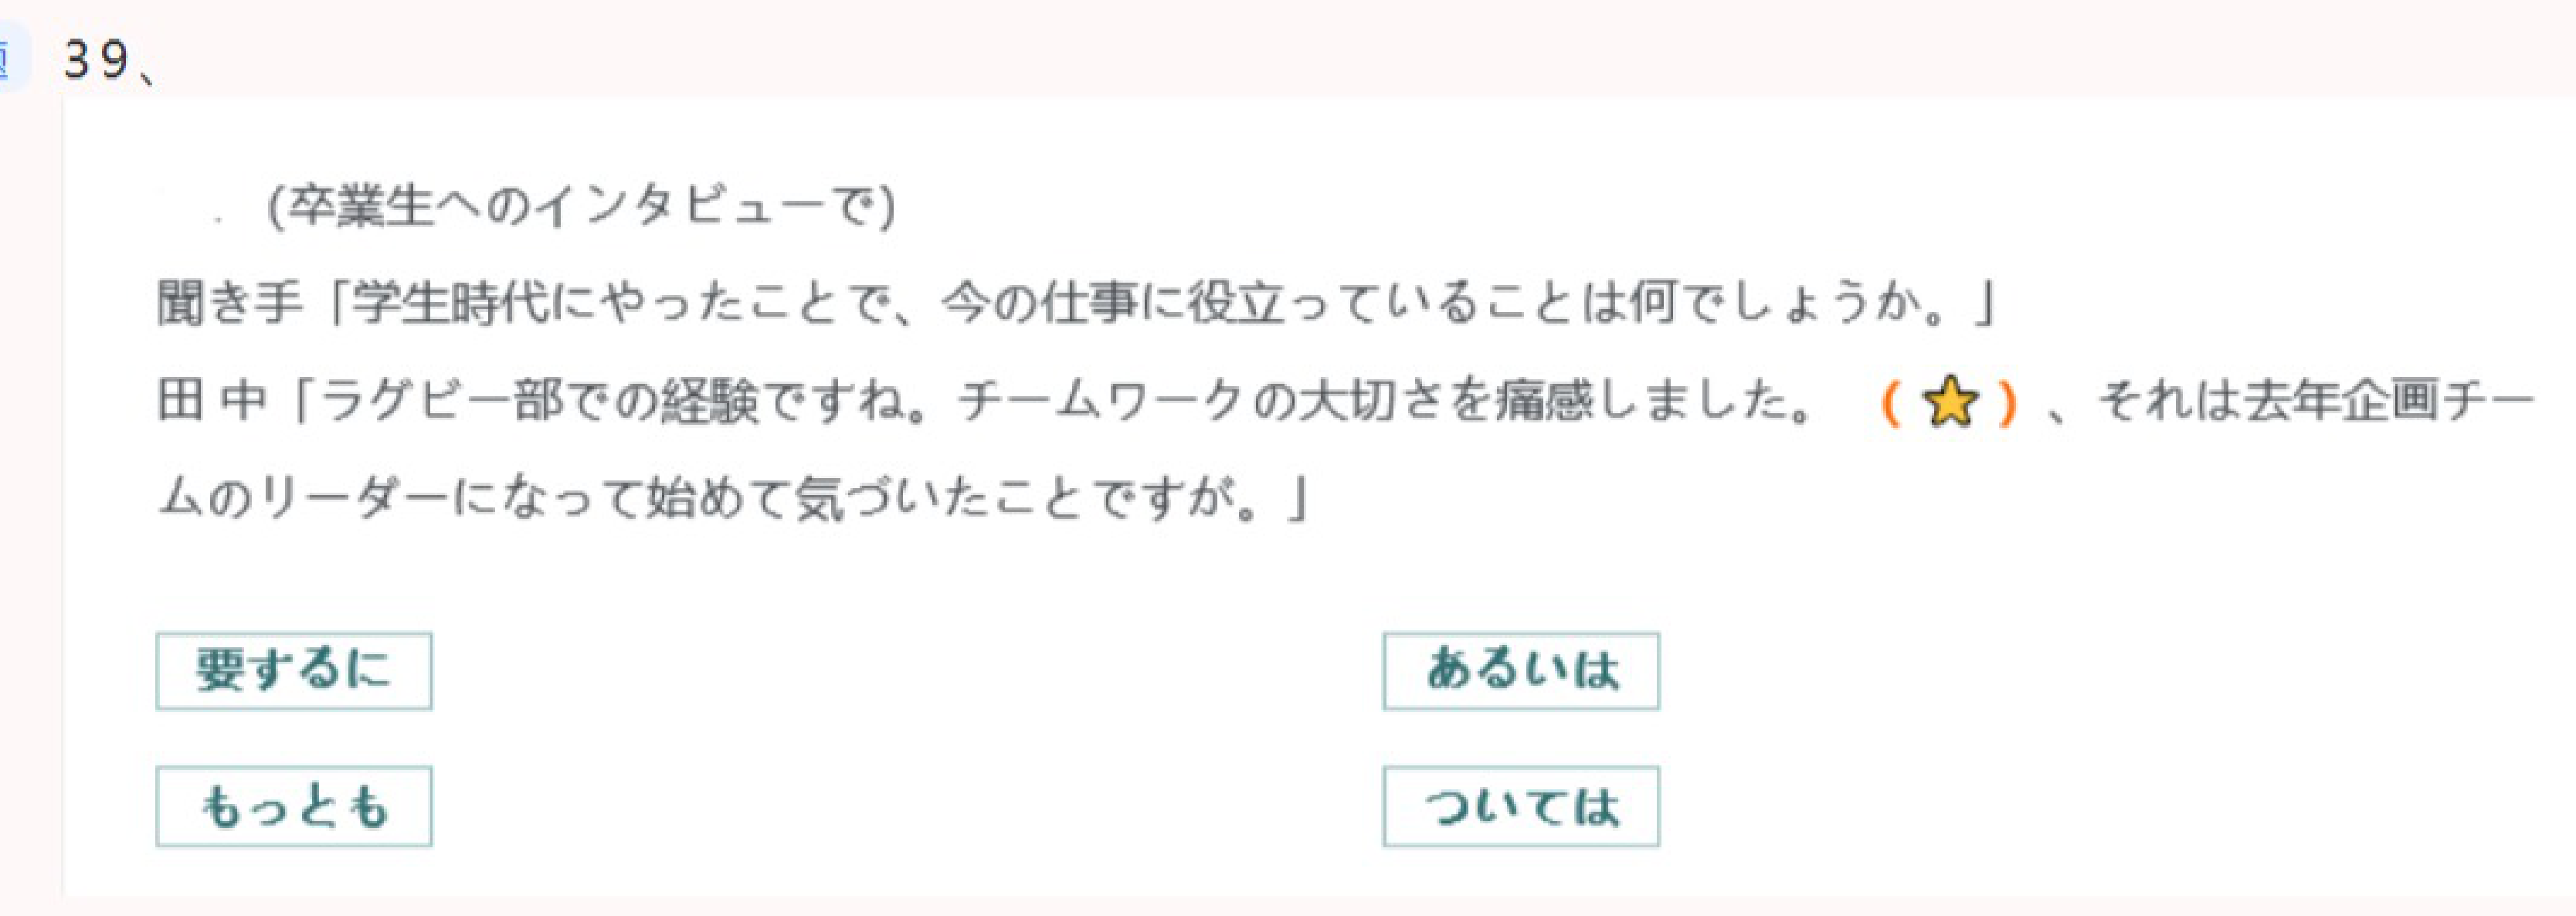 39、
(卒業生へのインタビューで)
聞き手「学生時代にやったことで、今の仕事に役立っていることは何でしょうか。」
田 中「ラグビー部での経験ですね。チームワークの大切さを痛感しました。 (⭐)、それは去年企画チー
ムのリーダーになって始めて気づいたことですが。」
要するに あるいは
もっとも ついては